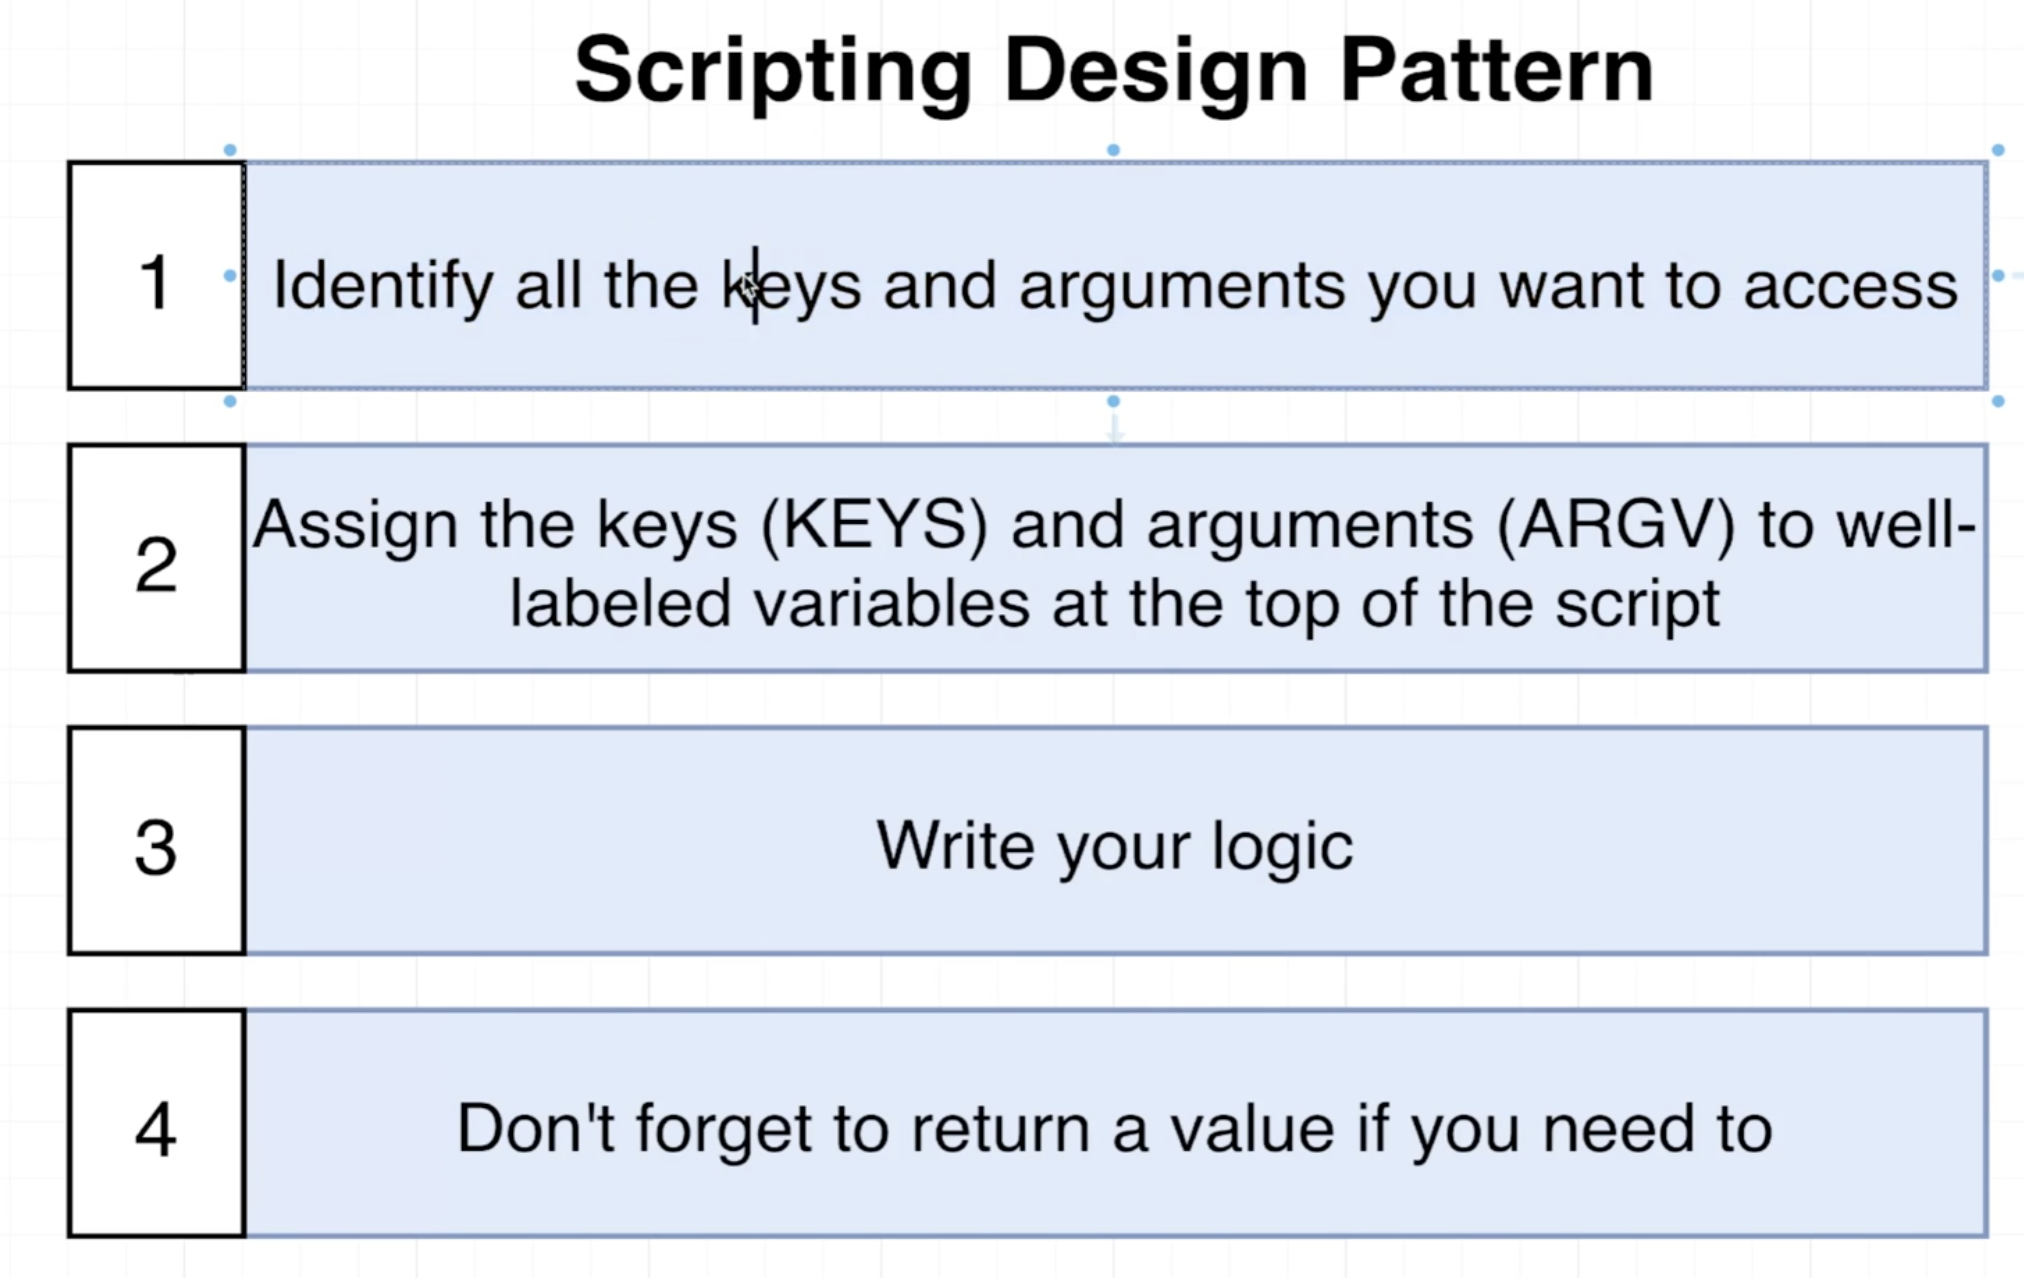 Scripting Design Pattern
1
Identify all the keys and arguments you want to access
2
Assign the keys (KEYS) and arguments (ARGV) to well-
labeled variables at the top of the script
3
Write your logic
4
Don't forget to return a value if you need to